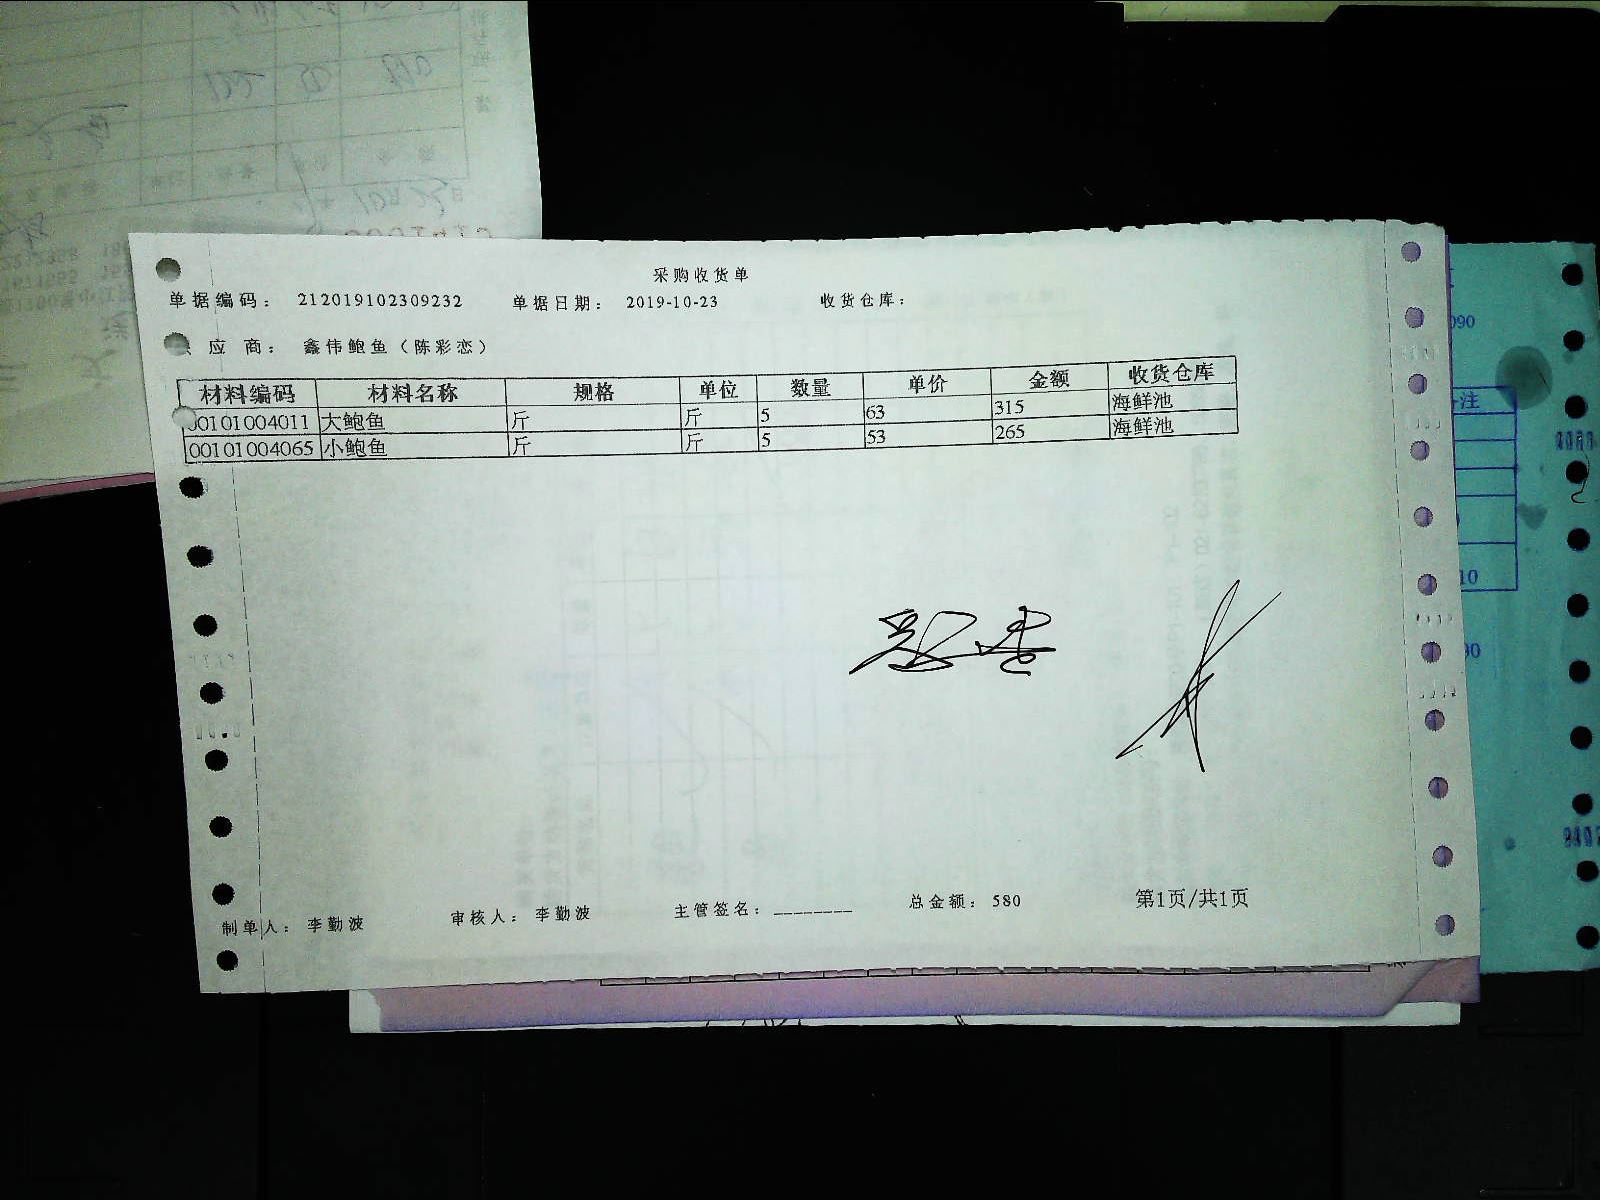 采购收货单
单据编码： 212019102309232 单据日期： 2019-10-23 收货仓库：
应 商： 鑫伟鲍鱼（陈彩恋）
材料编码 材料名称 规格 单位 数量 单价 金额 收货仓库
00101004011 大鲍鱼 斤 斤 5 63 315 海鲜池
00101004065 小鲍鱼 斤 斤 5 53 265 海鲜池
制单人： 李勤波 审核人： 李勤波 主管签名：________ 总金额： 580 第1页/共1页
090
注
10
90